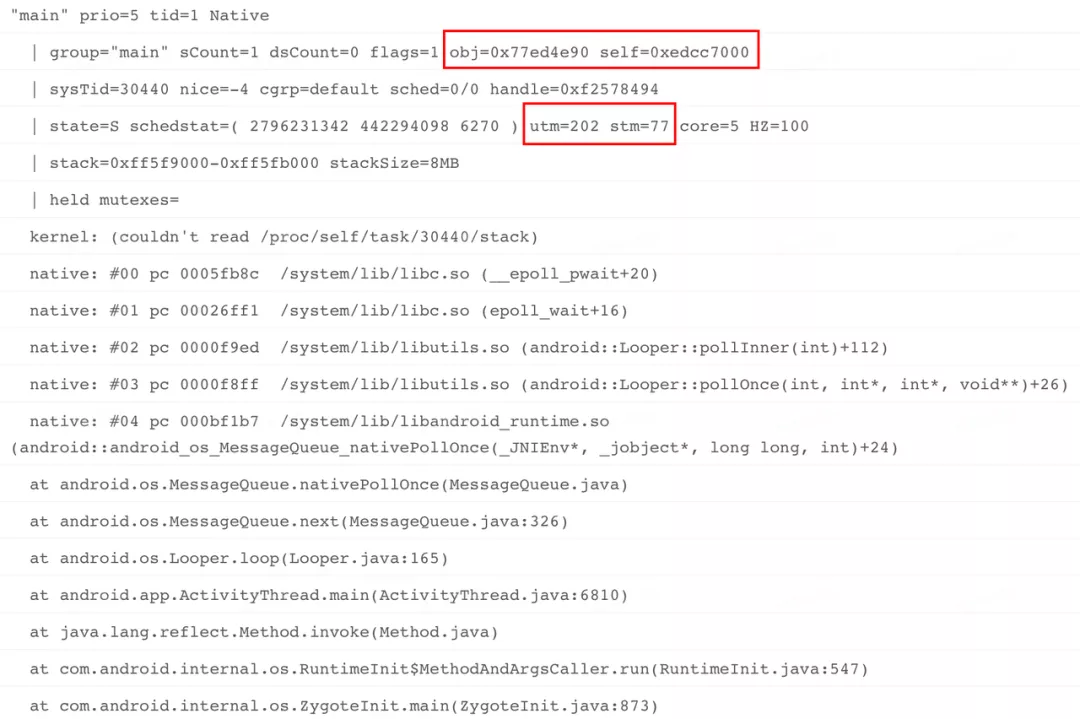 "main" prio=5 tid=1 Native
| group="main" sCount=1 dsCount=0 flags=1 obj=0x77ed4e90 self=0xedcc7000
| sysTid=30440 nice=-4 cgrp=default sched=0/0 handle=0xf2578494
| state=S schedstat=( 2796231342 442294098 6270 ) utm=202 stm=77 core=5 HZ=100
| stack=0xff5f9000-0xff5fb000 stackSize=8MB
| held mutexes=
kernel: (couldn't read /proc/self/task/30440/stack)
native: #00 pc 0005fb8c  /system/lib/libc.so (__epoll_pwait+20)
native: #01 pc 00026ff1  /system/lib/libc.so (epoll_wait+16)
native: #02 pc 0000f9ed  /system/lib/libutils.so (android::Looper::pollInner(int)+112)
native: #03 pc 0000f8ff  /system/lib/libutils.so (android::Looper::pollOnce(int, int*, int*, void**)+26)
native: #04 pc 000bf1b7  /system/lib/libandroid_runtime.so
(android::android_os_MessageQueue_nativePollOnce(_JNIEnv*, _jobject*, long long, int)+24)
at android.os.MessageQueue.nativePollOnce(MessageQueue.java)
at android.os.MessageQueue.next(MessageQueue.java:326)
at android.os.Looper.loop(Looper.java:165)
at android.app.ActivityThread.main(ActivityThread.java:6810)
at java.lang.reflect.Method.invoke(Method.java)
at com.android.internal.os.RuntimeInit$MethodAndArgsCaller.run(RuntimeInit.java:547)
at com.android.internal.os.ZygoteInit.main(ZygoteInit.java:873)